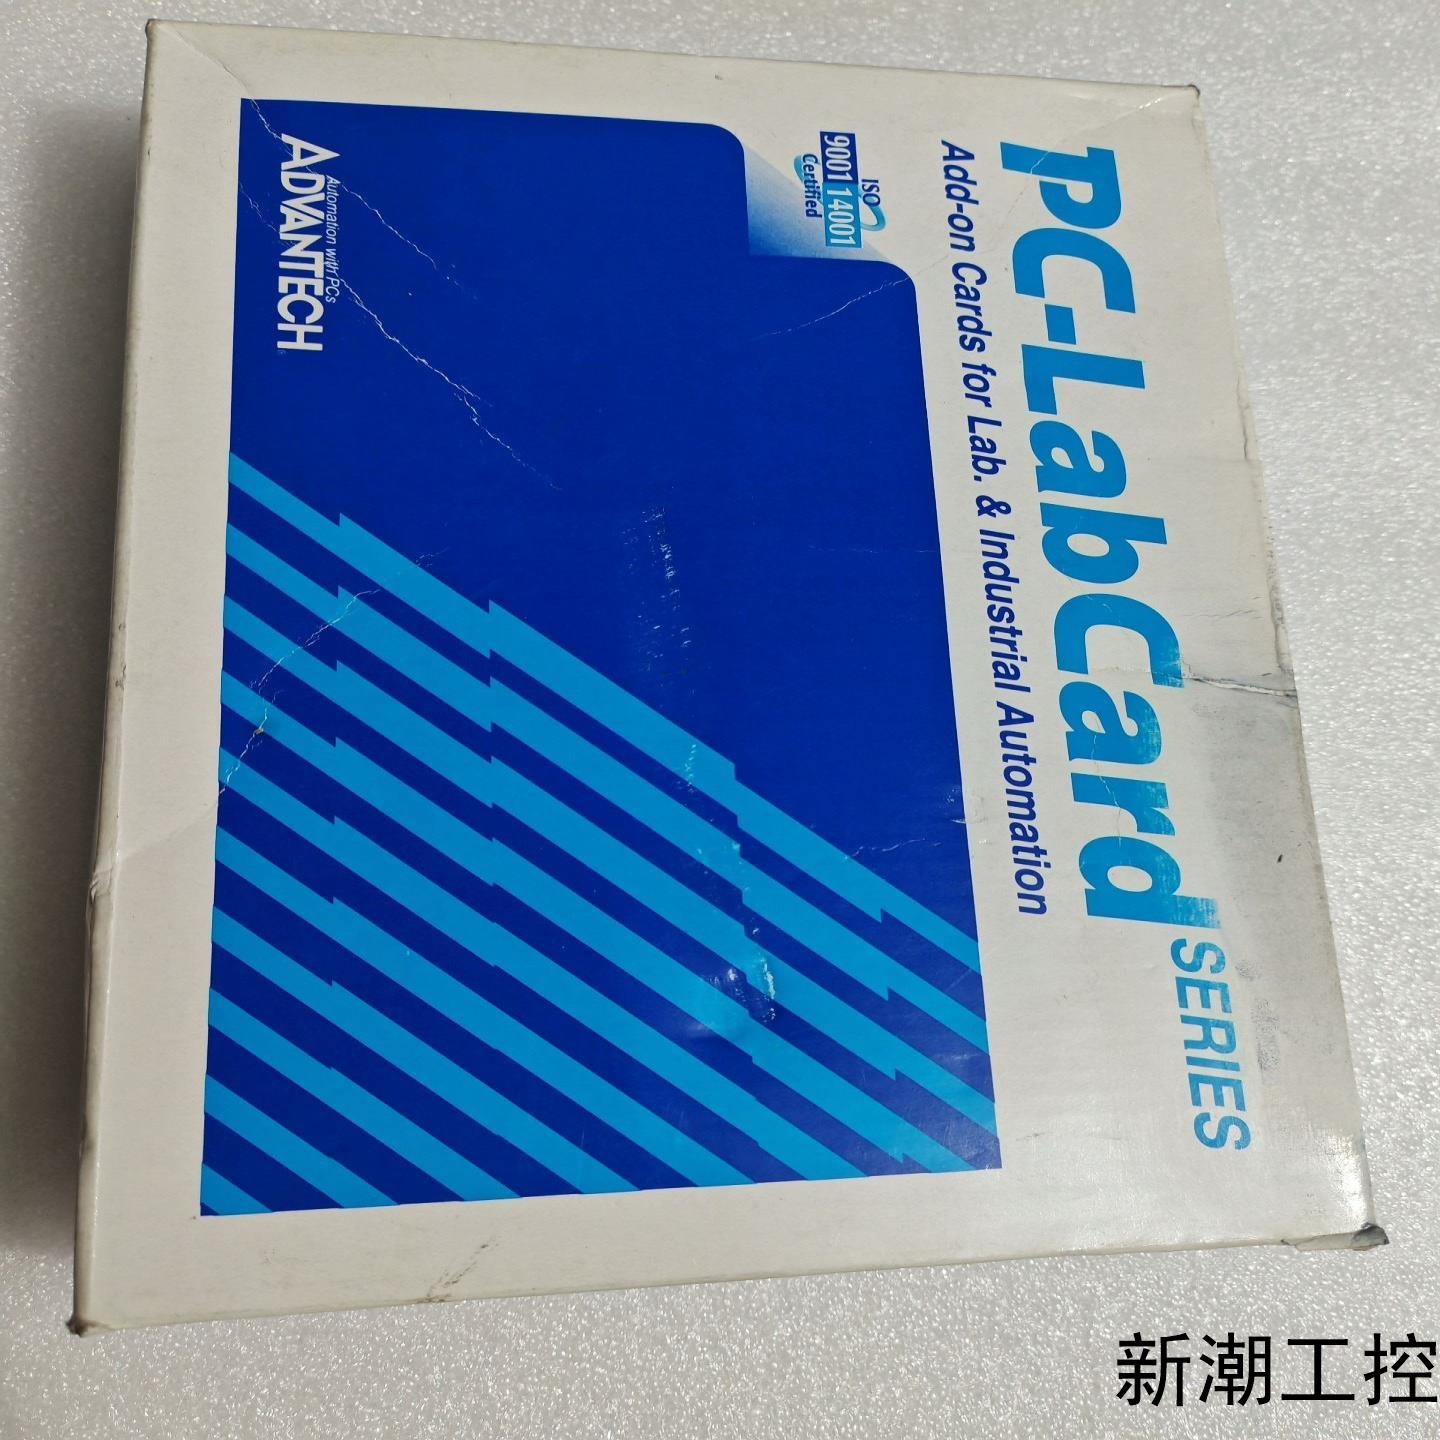 PC-LabCard SERIES
Add-on Cards for Lab. & Industrial Automation
ISO
9001 14001
Certified
Automation with PCs
ADVANTECH
新潮工控